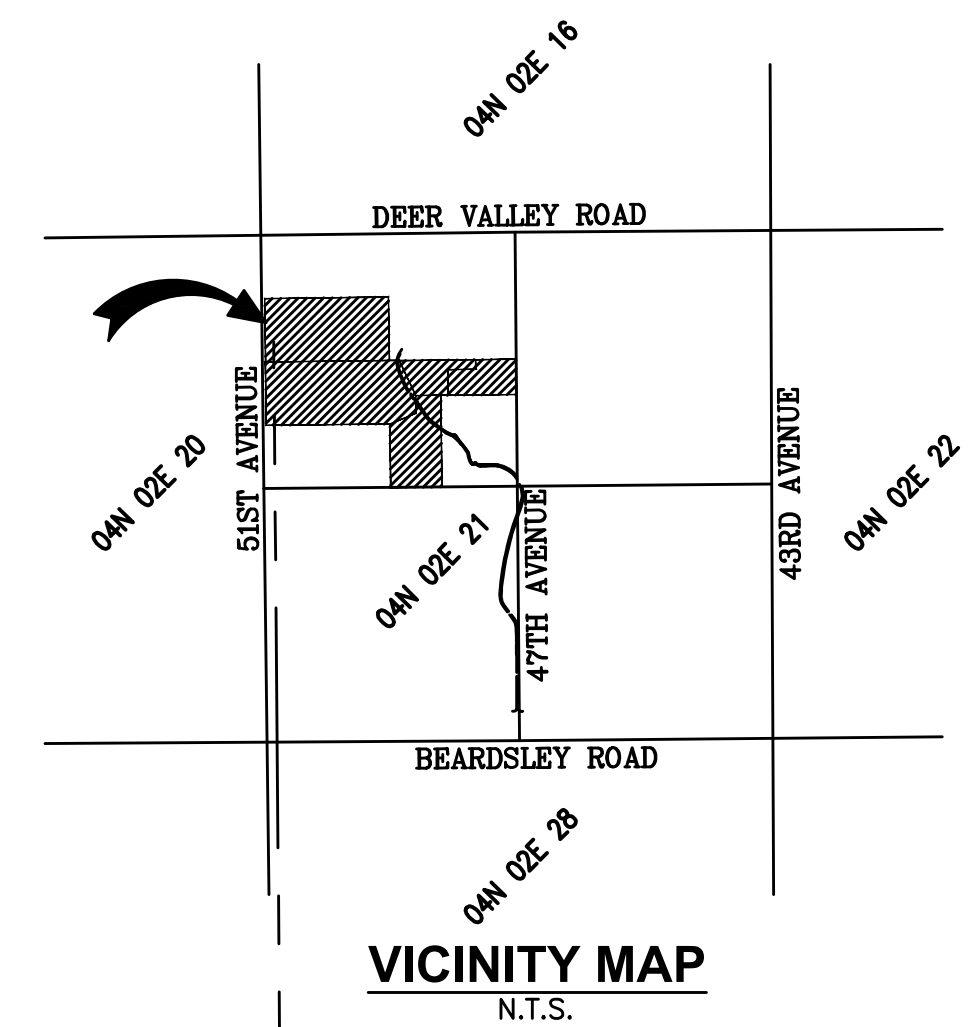 04N 02E 16
DEER VALLEY ROAD
51ST AVENUE
43RD AVENUE
04N 02E 20
04N 02E 22
04N 02E 21
47TH AVENUE
BEARDSLEY ROAD
04N 02E 28
VICINITY MAP
N.T.S.